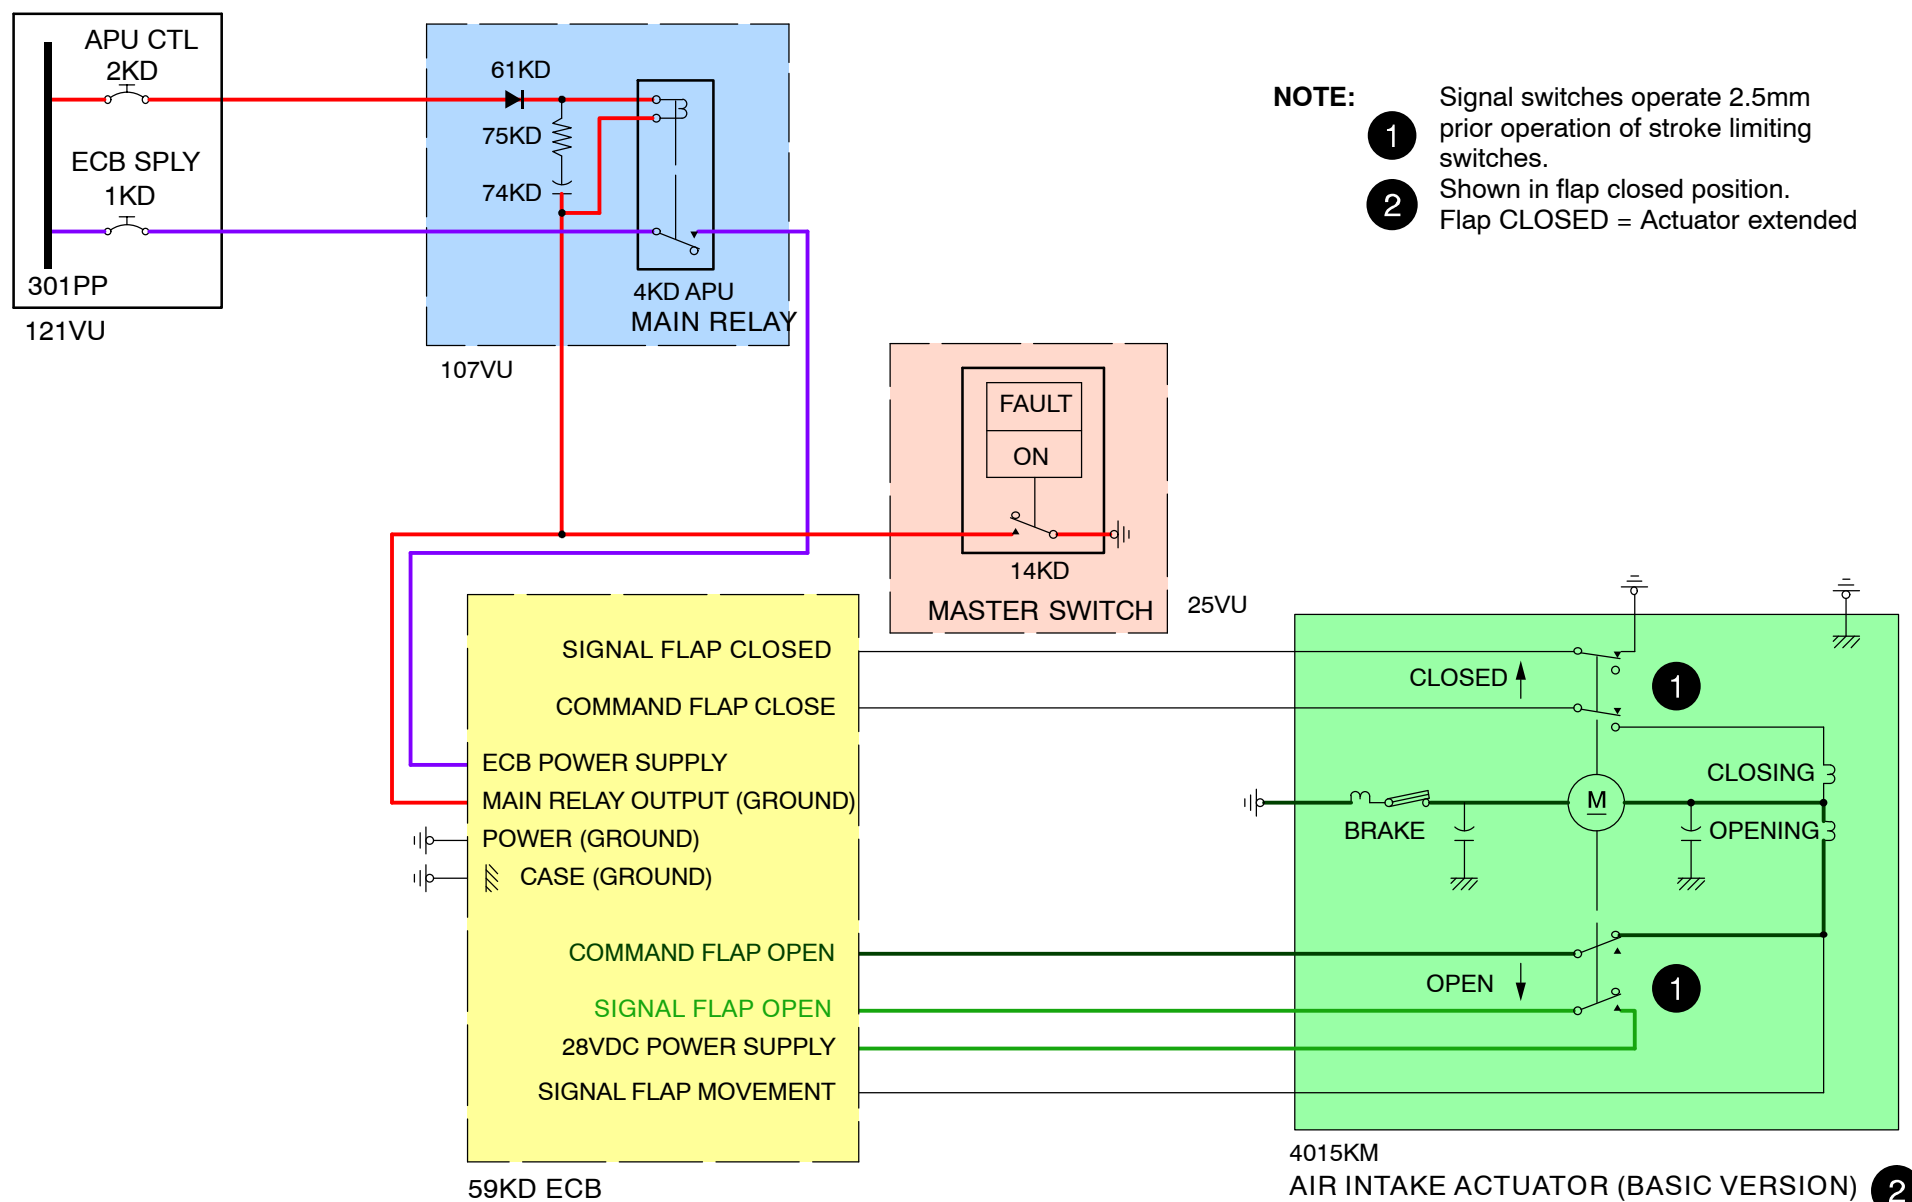 APU CTL
2KD
ECB SPLY
1KD
301PP
121VU
61KD
75KD
74KD
4KD APU
MAIN RELAY
107VU
NOTE:
1
Signal switches operate 2.5mm
prior operation of stroke limiting
switches.
2
Shown in flap closed position.
Flap CLOSED = Actuator extended
FAULT
ON
14KD
MASTER SWITCH
25VU
SIGNAL FLAP CLOSED
COMMAND FLAP CLOSE
ECB POWER SUPPLY
MAIN RELAY OUTPUT (GROUND)
POWER (GROUND)
CASE (GROUND)
COMMAND FLAP OPEN
SIGNAL FLAP OPEN
28VDC POWER SUPPLY
SIGNAL FLAP MOVEMENT
59KD ECB
CLOSED
1
CLOSING
M
BRAKE
OPENING
OPEN
1
4015KM
AIR INTAKE ACTUATOR (BASIC VERSION)
2